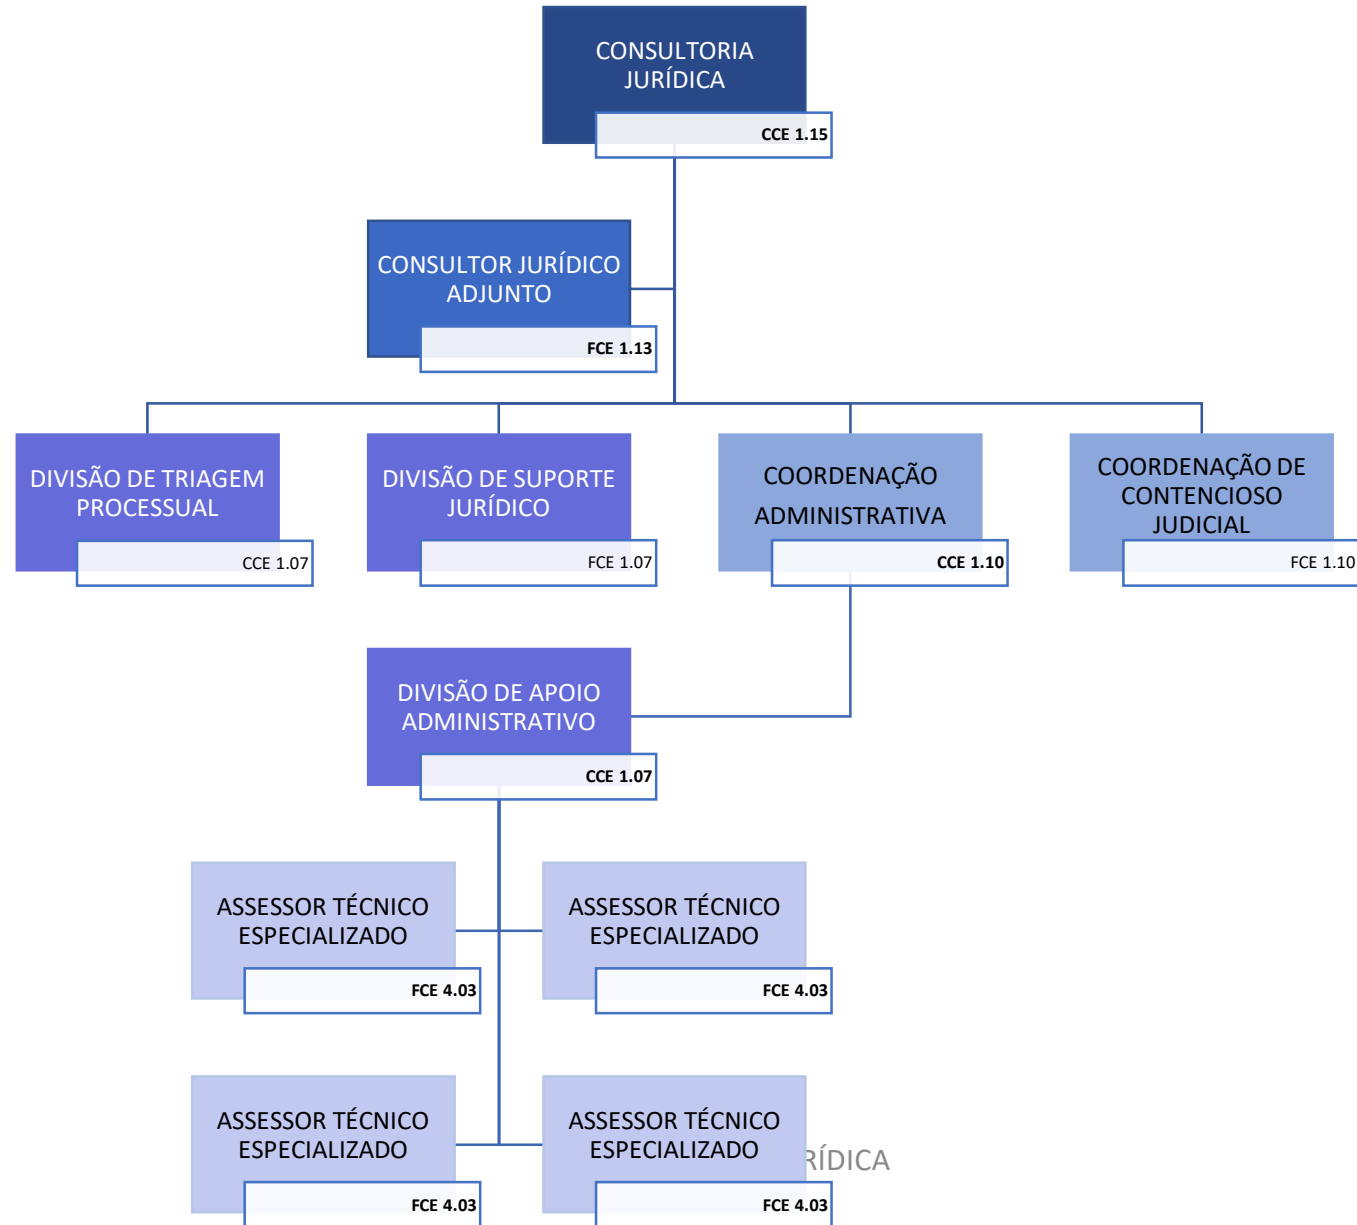 CONSULTORIA
JURÍDICA
CCE 1.15
CONSULTOR JURÍDICO
ADJUNTO
FCE 1.13
DIVISÃO DE TRIAGEM
PROCESSUAL
CCE 1.07
DIVISÃO DE SUPORTE
JURÍDICO
FCE 1.07
COORDENAÇÃO
ADMINISTRATIVA
CCE 1.10
COORDENAÇÃO DE
CONTENCIOSO
JUDICIAL
FCE 1.10
DIVISÃO DE APOIO
ADMINISTRATIVO
CCE 1.07
ASSESSOR TÉCNICO
ESPECIALIZADO
FCE 4.03
ASSESSOR TÉCNICO
ESPECIALIZADO
FCE 4.03
ASSESSOR TÉCNICO
ESPECIALIZADO
FCE 4.03
ASSESSOR TÉCNICO
ESPECIALIZADO
FCE 4.03
RÍDICA